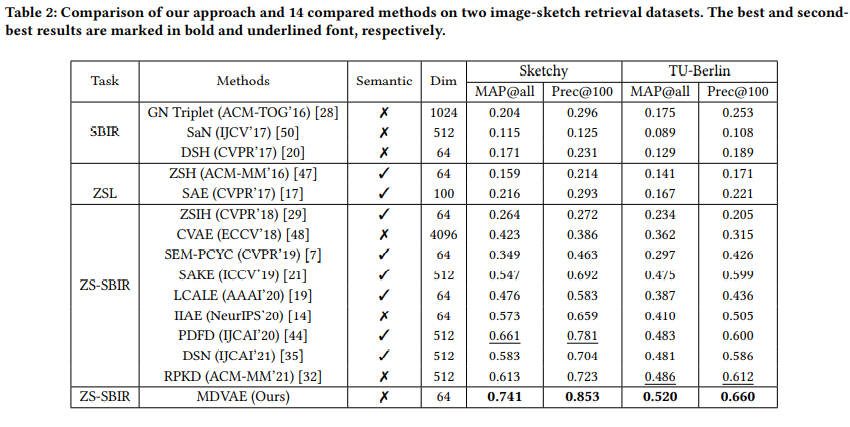 Table 2: Comparison of our approach and 14 compared methods on two image-sketch retrieval datasets. The best and second-
best results are marked in bold and underlined font, respectively.
Task Methods Semantic Dim Sketchy TU-Berlin
MAP@all Prec@100 MAP@all Prec@100
SBIR GN Triplet (ACM-TOG'16) [28] ✗ 1024 0.204 0.296 0.175 0.253
SaN (IJCV'17) [50] ✗ 512 0.115 0.125 0.089 0.108
DSH (CVPR'17) [20] ✗ 64 0.171 0.231 0.129 0.189
ZSL ZSH (ACM-MM'16) [47] ✓ 64 0.159 0.214 0.141 0.171
SAE (CVPR'17) [17] ✓ 100 0.216 0.293 0.167 0.221
ZS-SBIR ZSIH (CVPR'18) [29] ✓ 64 0.264 0.272 0.234 0.205
CVAE (ECCV'18) [48] ✗ 4096 0.423 0.386 0.362 0.315
SEM-PCYC (CVPR'19) [7] ✓ 64 0.349 0.463 0.297 0.426
SAKE (ICCV'19) [21] ✓ 512 0.547 0.692 0.475 0.599
LCALE (AAAI'20) [19] ✓ 64 0.476 0.583 0.387 0.436
IIAE (NeurIPS'20) [14] ✗ 64 0.573 0.659 0.410 0.505
PDFD (IJCAI'20) [44] ✓ 512 0.661 0.781 0.483 0.600
DSN (IJCAI'21) [35] ✓ 512 0.583 0.704 0.481 0.586
RPKD (ACM-MM'21) [32] ✗ 512 0.613 0.723 0.486 0.612
ZS-SBIR MDVAE (Ours) ✗ 64 0.741 0.853 0.520 0.660